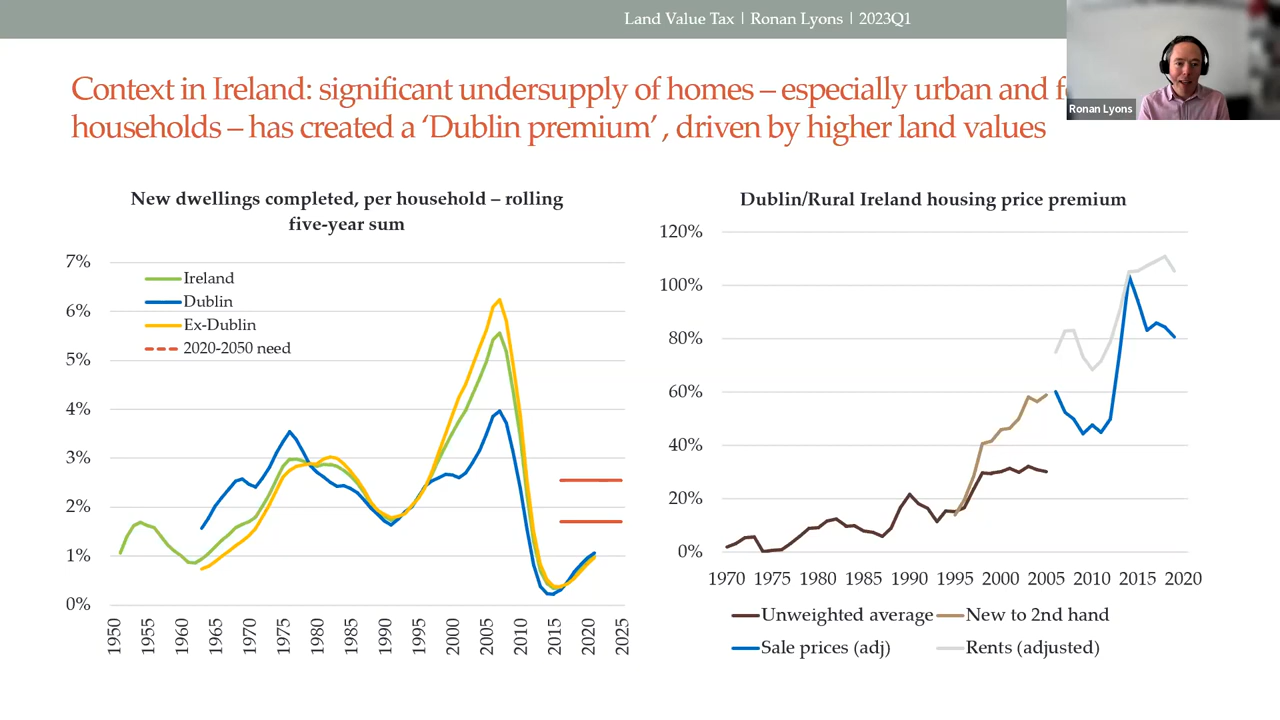 Land Value Tax | Ronan Lyons | 2023Q1
Context in Ireland: significant undersupply of homes – especially urban and
households – has created a ‘Dublin premium’ , driven by higher land values
Ronan Lyons
New dwellings completed, per household – rolling
five-year sum
7%
6%
5%
4%
3%
2%
1%
0%
Ireland
Dublin
Ex-Dublin
2020-2050 need
1950 1955 1960 1965 1970 1975 1980 1985 1990 1995 2000 2005 2010 2015 2020 2025
Dublin/Rural Ireland housing price premium
120%
100%
80%
60%
40%
20%
0%
1970 1975 1980 1985 1990 1995 2000 2005 2010 2015 2020
Unweighted average New to 2nd hand
Sale prices (adj) Rents (adjusted)